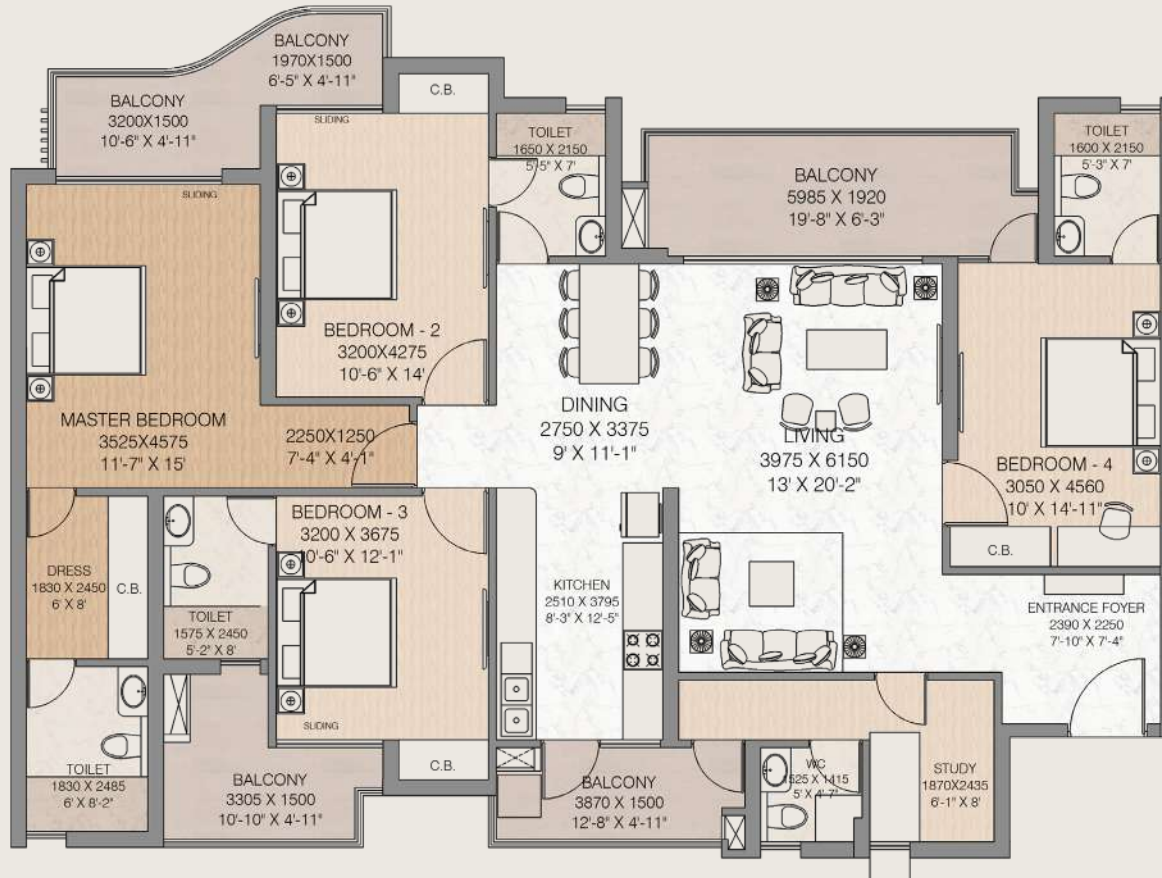 BALCONY
1970X1500
6'-5" X 4'-11"
BALCONY
3200X1500
10'-6" X 4'-11"
C.B.
SLIDING
TOILET
1650 X 2150
5'-5" X 7'
TOILET
1600 X 2150
5'-3" X 7'
BALCONY
5985 X 1920
19'-8" X 6'-3"
SLIDING
BEDROOM - 2
3200X4275
10'-6" X 14'
MASTER BEDROOM
3525X4575
11'-7" X 15'
2250X1250
7'-4" X 4'-1"
DINING
2750 X 3375
9' X 11'-1"
LIVING
3975 X 6150
13' X 20'-2"
BEDROOM - 4
3050 X 4560
10' X 14'-11"
C.B.
BEDROOM - 3
3200 X 3675
10'-6" X 12'-1"
DRESS
1830 X 2450
6' X 8'
C.B.
TOILET
1575 X 2450
5'-2" X 8'
KITCHEN
2510 X 3795
8'-3" X 12'-5"
ENTRANCE FOYER
2390 X 2250
7'-10" X 7'-4"
SLIDING
TOILET
1830 X 2485
6' X 8'-2"
BALCONY
3305 X 1500
10'-10" X 4'-11"
C.B.
BALCONY
3870 X 1500
12'-8" X 4'-11"
WC
1525 X 1415
5' X 4'-7"
STUDY
1870X2435
6'-1" X 8'